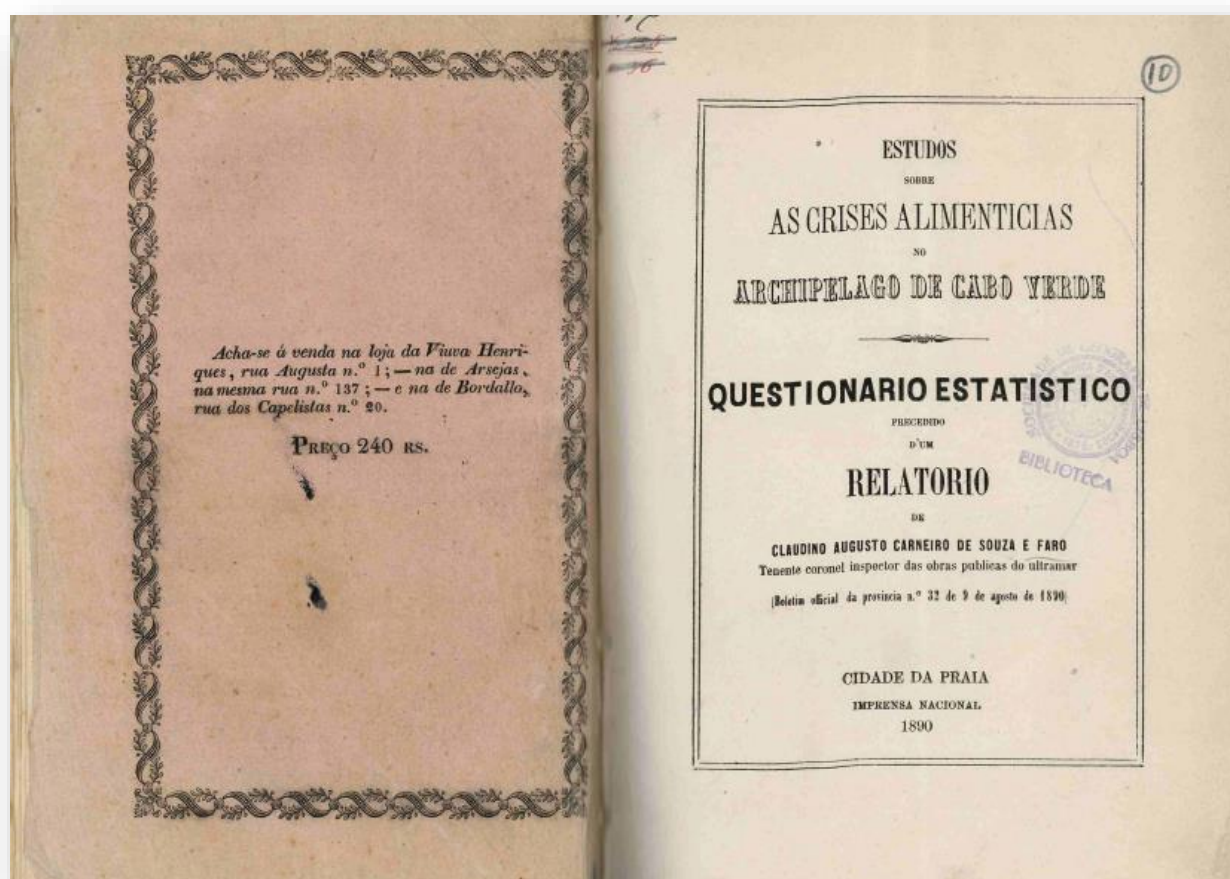 Acha-se á venda na loja da Viuva Henri-
ques, rua Augusta n.º 1; — na de Arsejas,
na mesma rua n.º 137; — e na de Bordallo,
rua dos Capelistas n.º 20.
PREÇO 240 RS.
10
ESTUDOS
SOBRE
AS CRISES ALIMENTICIAS
NO
ARCHIPELAGO DE CABO VERDE
QUESTIONARIO ESTATISTICO
PRECEDIDO
D'UM
RELATORIO
DE
CLAUDINO AUGUSTO CARNEIRO DE SOUZA E FARO
Tenente coronel inspector das obras publicas do ultramar
(Boletim official da provincia n.º 32 de 9 de agosto de 1890)
CIDADE DA PRAIA
IMPRENSA NACIONAL
1890
BIBLIOTECA